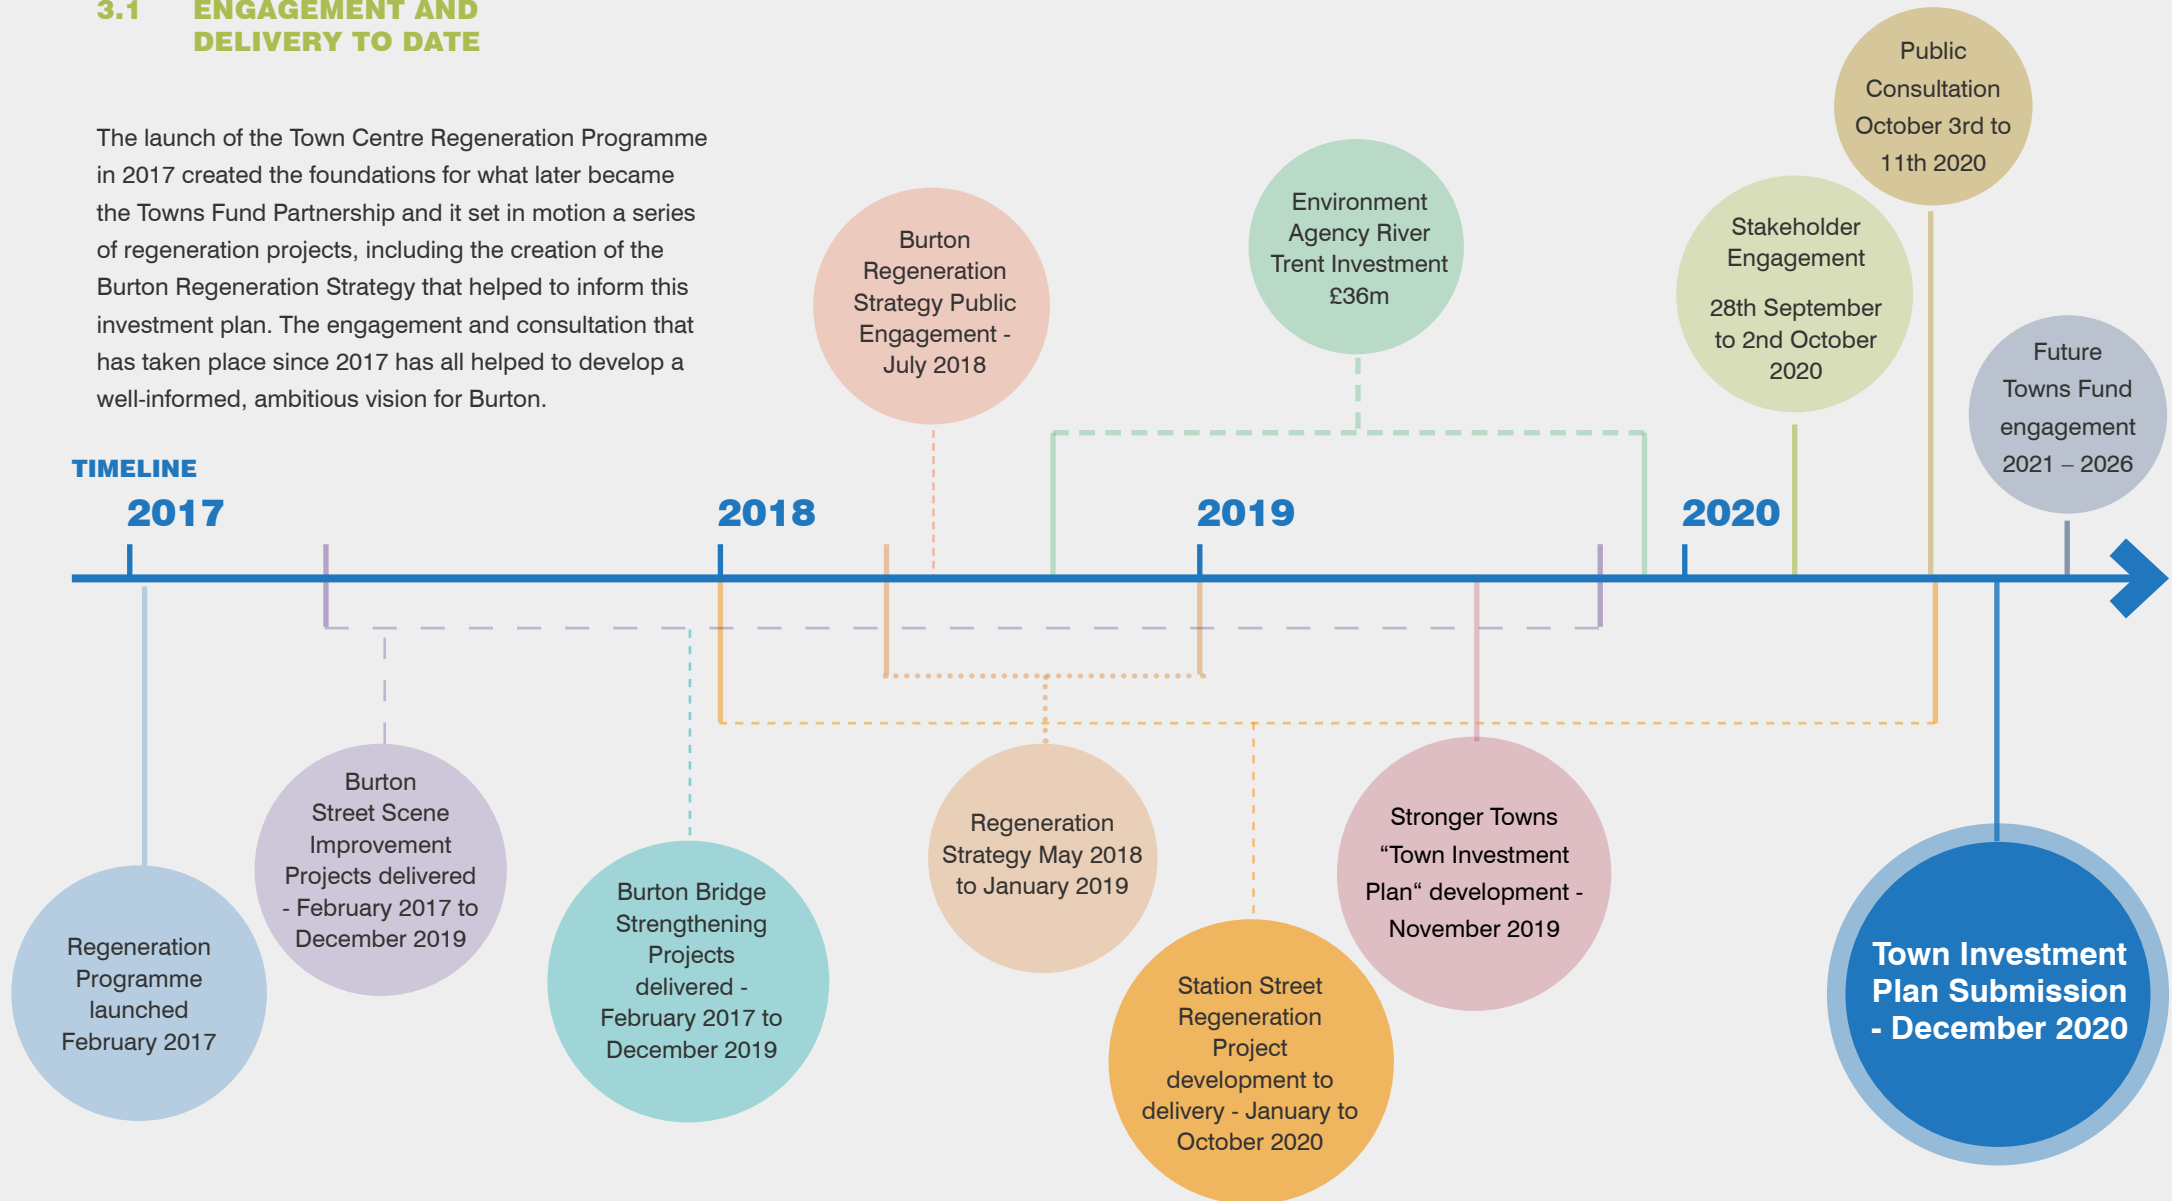 3.1 ENGAGEMENT AND
DELIVERY TO DATE
The launch of the Town Centre Regeneration Programme
in 2017 created the foundations for what later became
the Towns Fund Partnership and it set in motion a series
of regeneration projects, including the creation of the
Burton Regeneration Strategy that helped to inform this
investment plan. The engagement and consultation that
has taken place since 2017 has all helped to develop a
well-informed, ambitious vision for Burton.
TIMELINE
2017
2018
2019
2020
Burton
Regeneration
Strategy Public
Engagement -
July 2018
Environment
Agency River
Trent Investment
£36m
Stakeholder
Engagement
28th September
to 2nd October
2020
Public
Consultation
October 3rd to
11th 2020
Future
Towns Fund
engagement
2021 – 2026
Regeneration
Programme
launched
February 2017
Burton
Street Scene
Improvement
Projects delivered
- February 2017 to
December 2019
Burton Bridge
Strengthening
Projects
delivered -
February 2017 to
December 2019
Regeneration
Strategy May 2018
to January 2019
Station Street
Regeneration
Project
development to
delivery - January to
October 2020
Stronger Towns
“Town Investment
Plan“ development -
November 2019
Town Investment
Plan Submission
- December 2020